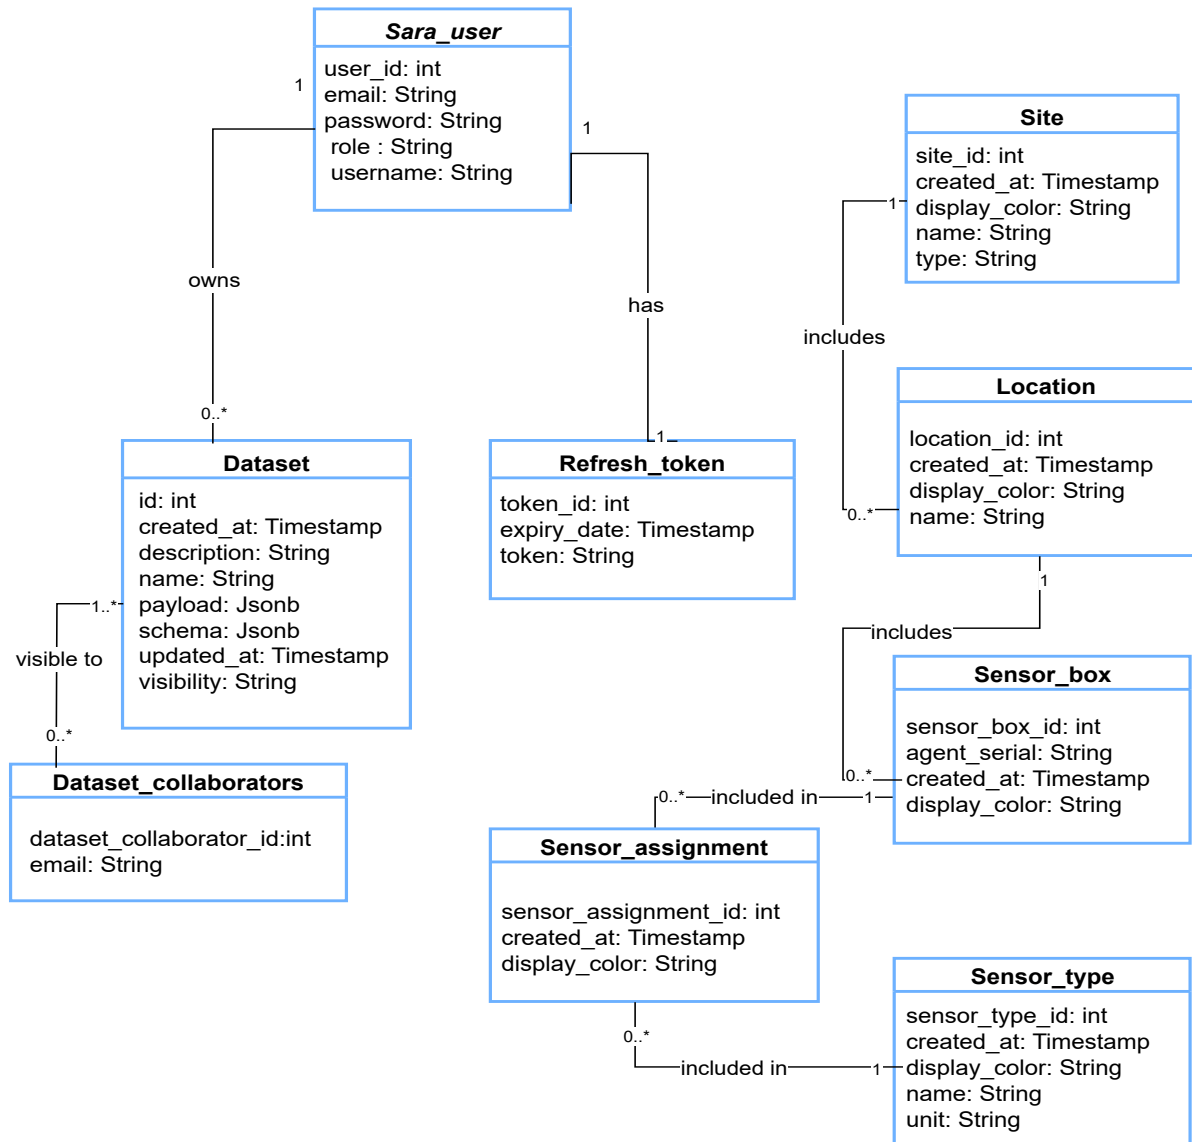 Sara_user
user_id: int
email: String
password: String
role : String
username: String
1
1
owns
has
0..*
1
Dataset
id: int
created_at: Timestamp
description: String
name: String
payload: Jsonb
schema: Jsonb
updated_at: Timestamp
visibility: String
Refresh_token
token_id: int
expiry_date: Timestamp
token: String
1..*
visible to
0..*
Dataset_collaborators
dataset_collaborator_id:int
email: String
Site
site_id: int
created_at: Timestamp
display_color: String
name: String
type: String
1
includes
0..*
Location
location_id: int
created_at: Timestamp
display_color: String
name: String
1
includes
0..*
Sensor_box
sensor_box_id: int
agent_serial: String
created_at: Timestamp
display_color: String
0..*
included in
1
Sensor_assignment
sensor_assignment_id: int
created_at: Timestamp
display_color: String
0..*
included in
1
Sensor_type
sensor_type_id: int
created_at: Timestamp
display_color: String
name: String
unit: String